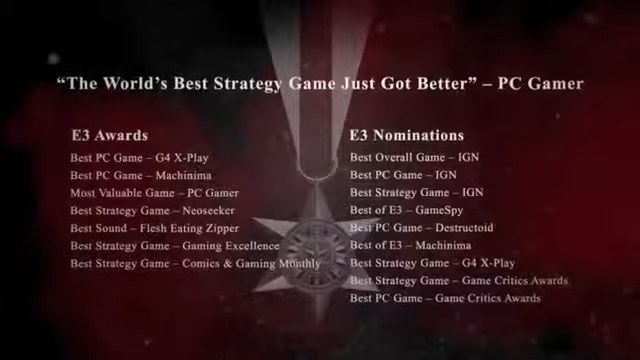 “The World’s Best Strategy Game Just Got Better” – PC Gamer
E3 Awards
Best PC Game – G4 X-Play
Best PC Game – Machinima
Most Valuable Game – PC Gamer
Best Strategy Game – Neoseeker
Best Sound – Flesh Eating Zipper
Best Strategy Game – Gaming Excellence
Best Strategy Game – Comics & Gaming Monthly
E3 Nominations
Best Overall Game – IGN
Best PC Game – IGN
Best Strategy Game – IGN
Best of E3 – GameSpy
Best PC Game – Destructoid
Best of E3 – Machinima
Best Strategy Game – G4 X-Play
Best Strategy Game – Game Critics Awards
Best PC Game – Game Critics Awards